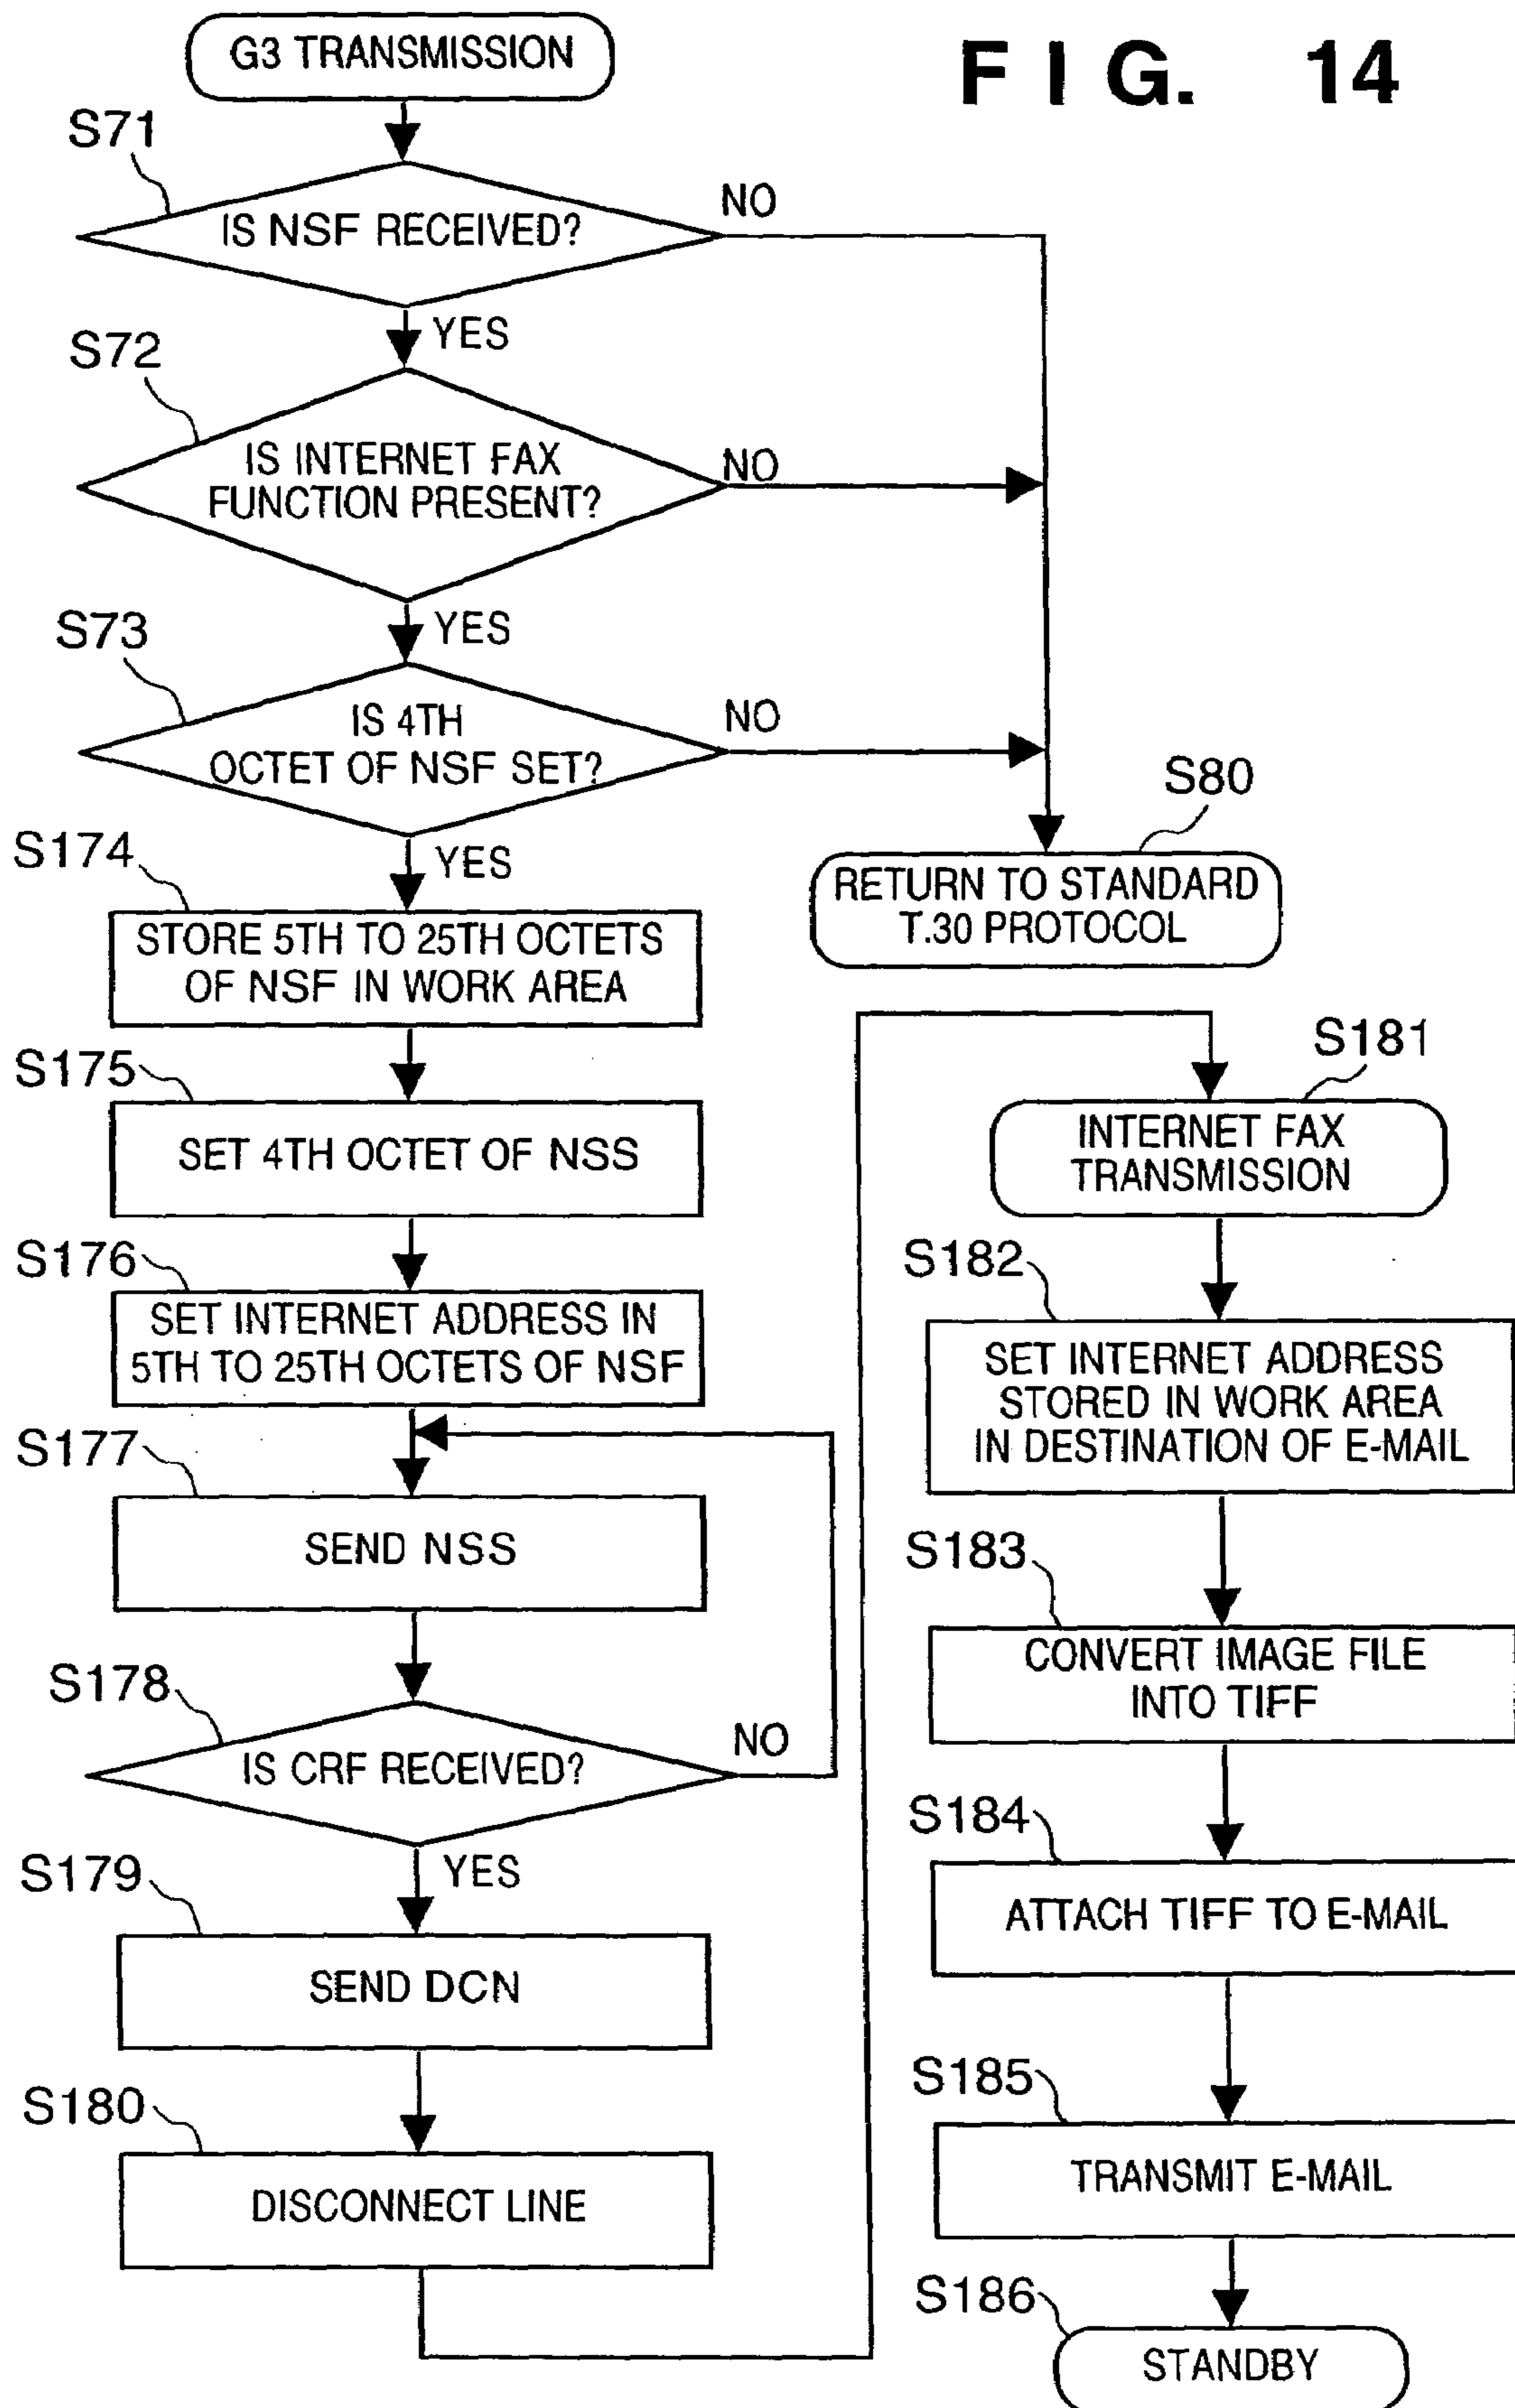 FIG. 14
G3 TRANSMISSION
S71
IS NSF RECEIVED?
NO
YES
S72
IS INTERNET FAX
FUNCTION PRESENT?
NO
YES
S73
IS 4TH
OCTET OF NSF SET?
NO
YES
S80
RETURN TO STANDARD
T.30 PROTOCOL
S174
STORE 5TH TO 25TH OCTETS
OF NSF IN WORK AREA
S175
SET 4TH OCTET OF NSS
S176
SET INTERNET ADDRESS IN
5TH TO 25TH OCTETS OF NSF
S177
SEND NSS
S178
IS CRF RECEIVED?
NO
YES
S179
SEND DCN
S180
DISCONNECT LINE
S181
INTERNET FAX
TRANSMISSION
S182
SET INTERNET ADDRESS
STORED IN WORK AREA
IN DESTINATION OF E-MAIL
S183
CONVERT IMAGE FILE
INTO TIFF
S184
ATTACH TIFF TO E-MAIL
S185
TRANSMIT E-MAIL
S186
STANDBY